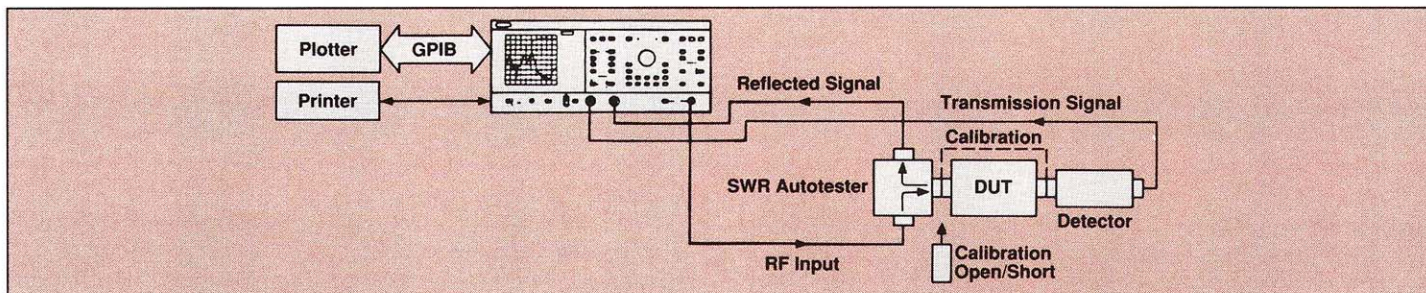 Plotter
GPIB
Printer
Reflected Signal
Transmission Signal
Calibration
SWR Autotester
DUT
Detector
RF Input
Calibration
Open/Short